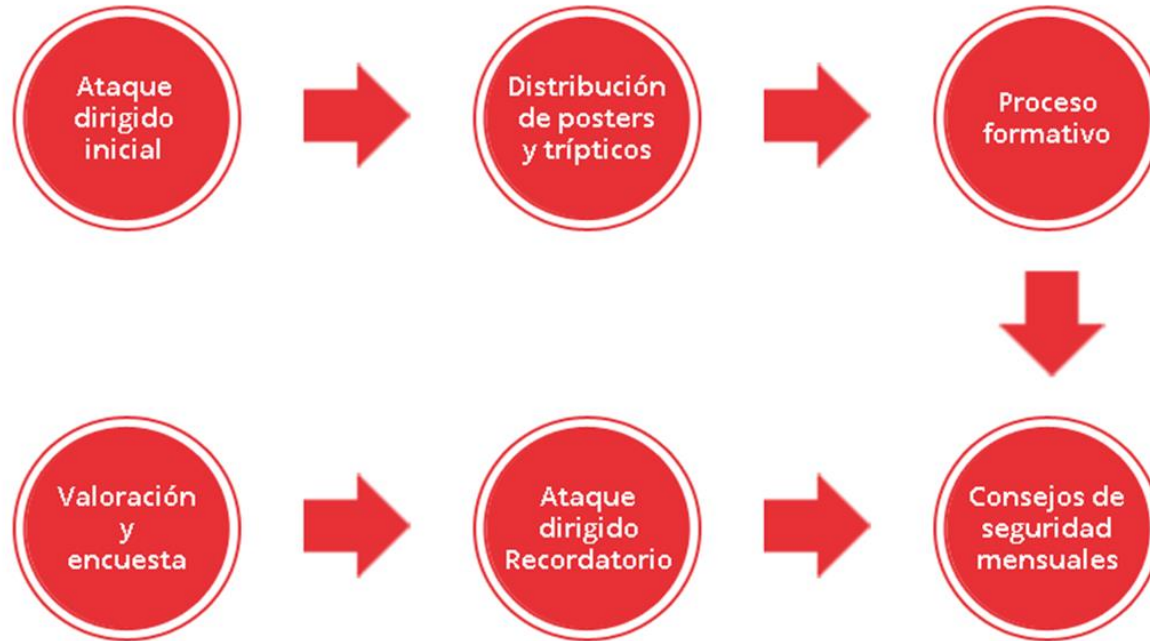 Ataque
dirigido
inicial
Distribución
de posters
y trípticos
Proceso
formativo
Valoración
y
encuesta
Ataque
dirigido
Recordatorio
Consejos de
seguridad
mensuales